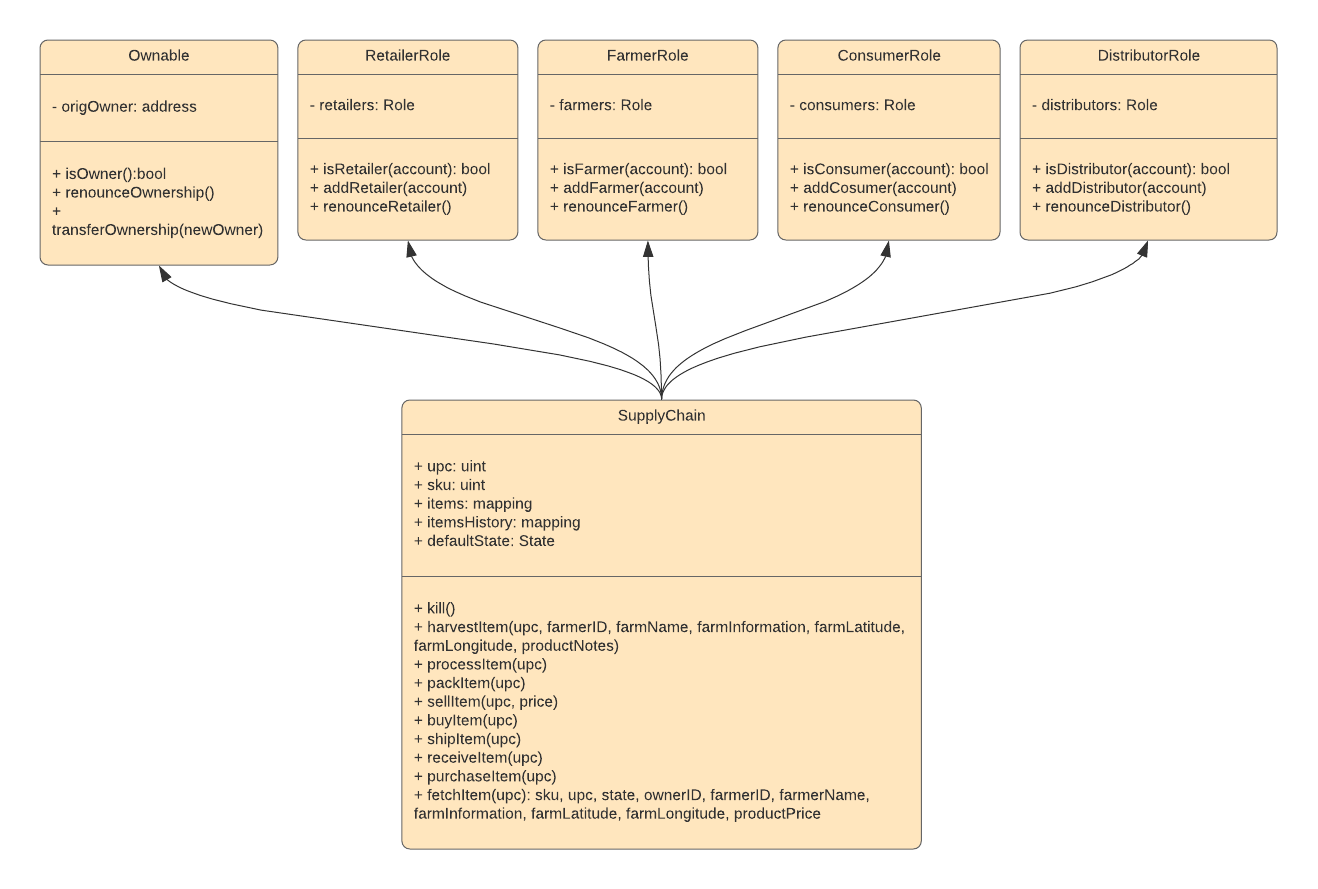 Ownable
- origOwner: address
+ isOwner():bool
+ renounceOwnership()
+
transferOwnership(newOwner)
RetailerRole
- retailers: Role
+ isRetailer(account): bool
+ addRetailer(account)
+ renounceRetailer()
FarmerRole
- farmers: Role
+ isFarmer(account): bool
+ addFarmer(account)
+ renounceFarmer()
ConsumerRole
- consumers: Role
+ isConsumer(account): bool
+ addCosumer(account)
+ renounceConsumer()
DistributorRole
- distributors: Role
+ isDistributor(account): bool
+ addDistributor(account)
+ renounceDistributor()
SupplyChain
+ upc: uint
+ sku: uint
+ items: mapping
+ itemsHistory: mapping
+ defaultState: State
+ kill()
+ harvestItem(upc, farmerID, farmName, farmInformation, farmLatitude,
farmLongitude, productNotes)
+ processItem(upc)
+ packItem(upc)
+ sellItem(upc, price)
+ buyItem(upc)
+ shipItem(upc)
+ receiveItem(upc)
+ purchaseItem(upc)
+ fetchItem(upc): sku, upc, state, ownerID, farmerID, farmerName,
farmInformation, farmLatitude, farmLongitude, productPrice